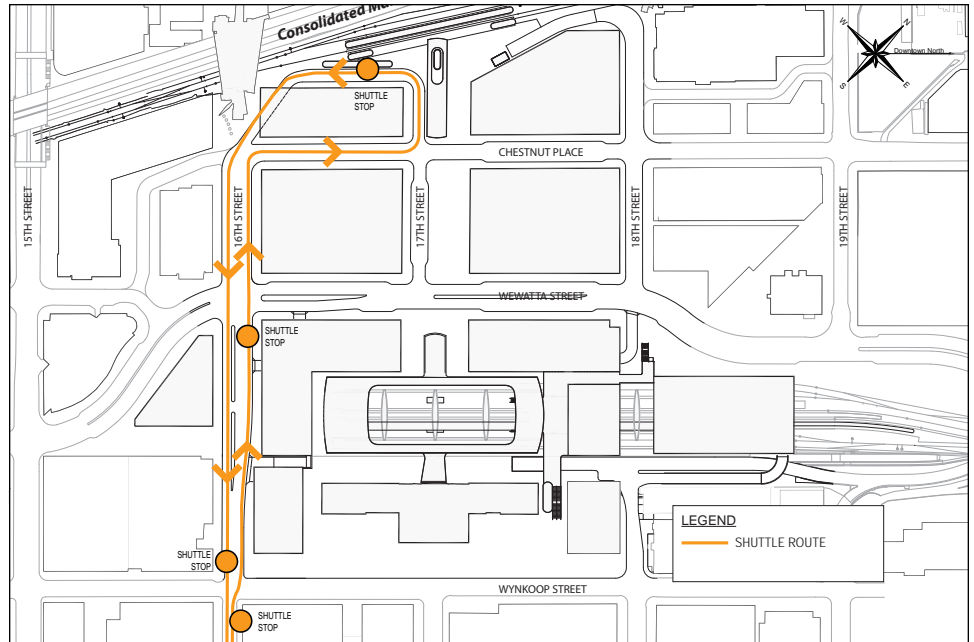 Consolidated Ma
W
N
S
E
Downtown North
SHUTTLE
STOP
CHESTNUT PLACE
15TH STREET
16TH STREET
17TH STREET
18TH STREET
19TH STREET
WEWATTA STREET
SHUTTLE
STOP
LEGEND
SHUTTLE ROUTE
SHUTTLE
STOP
WYNKOOP STREET
SHUTTLE
STOP